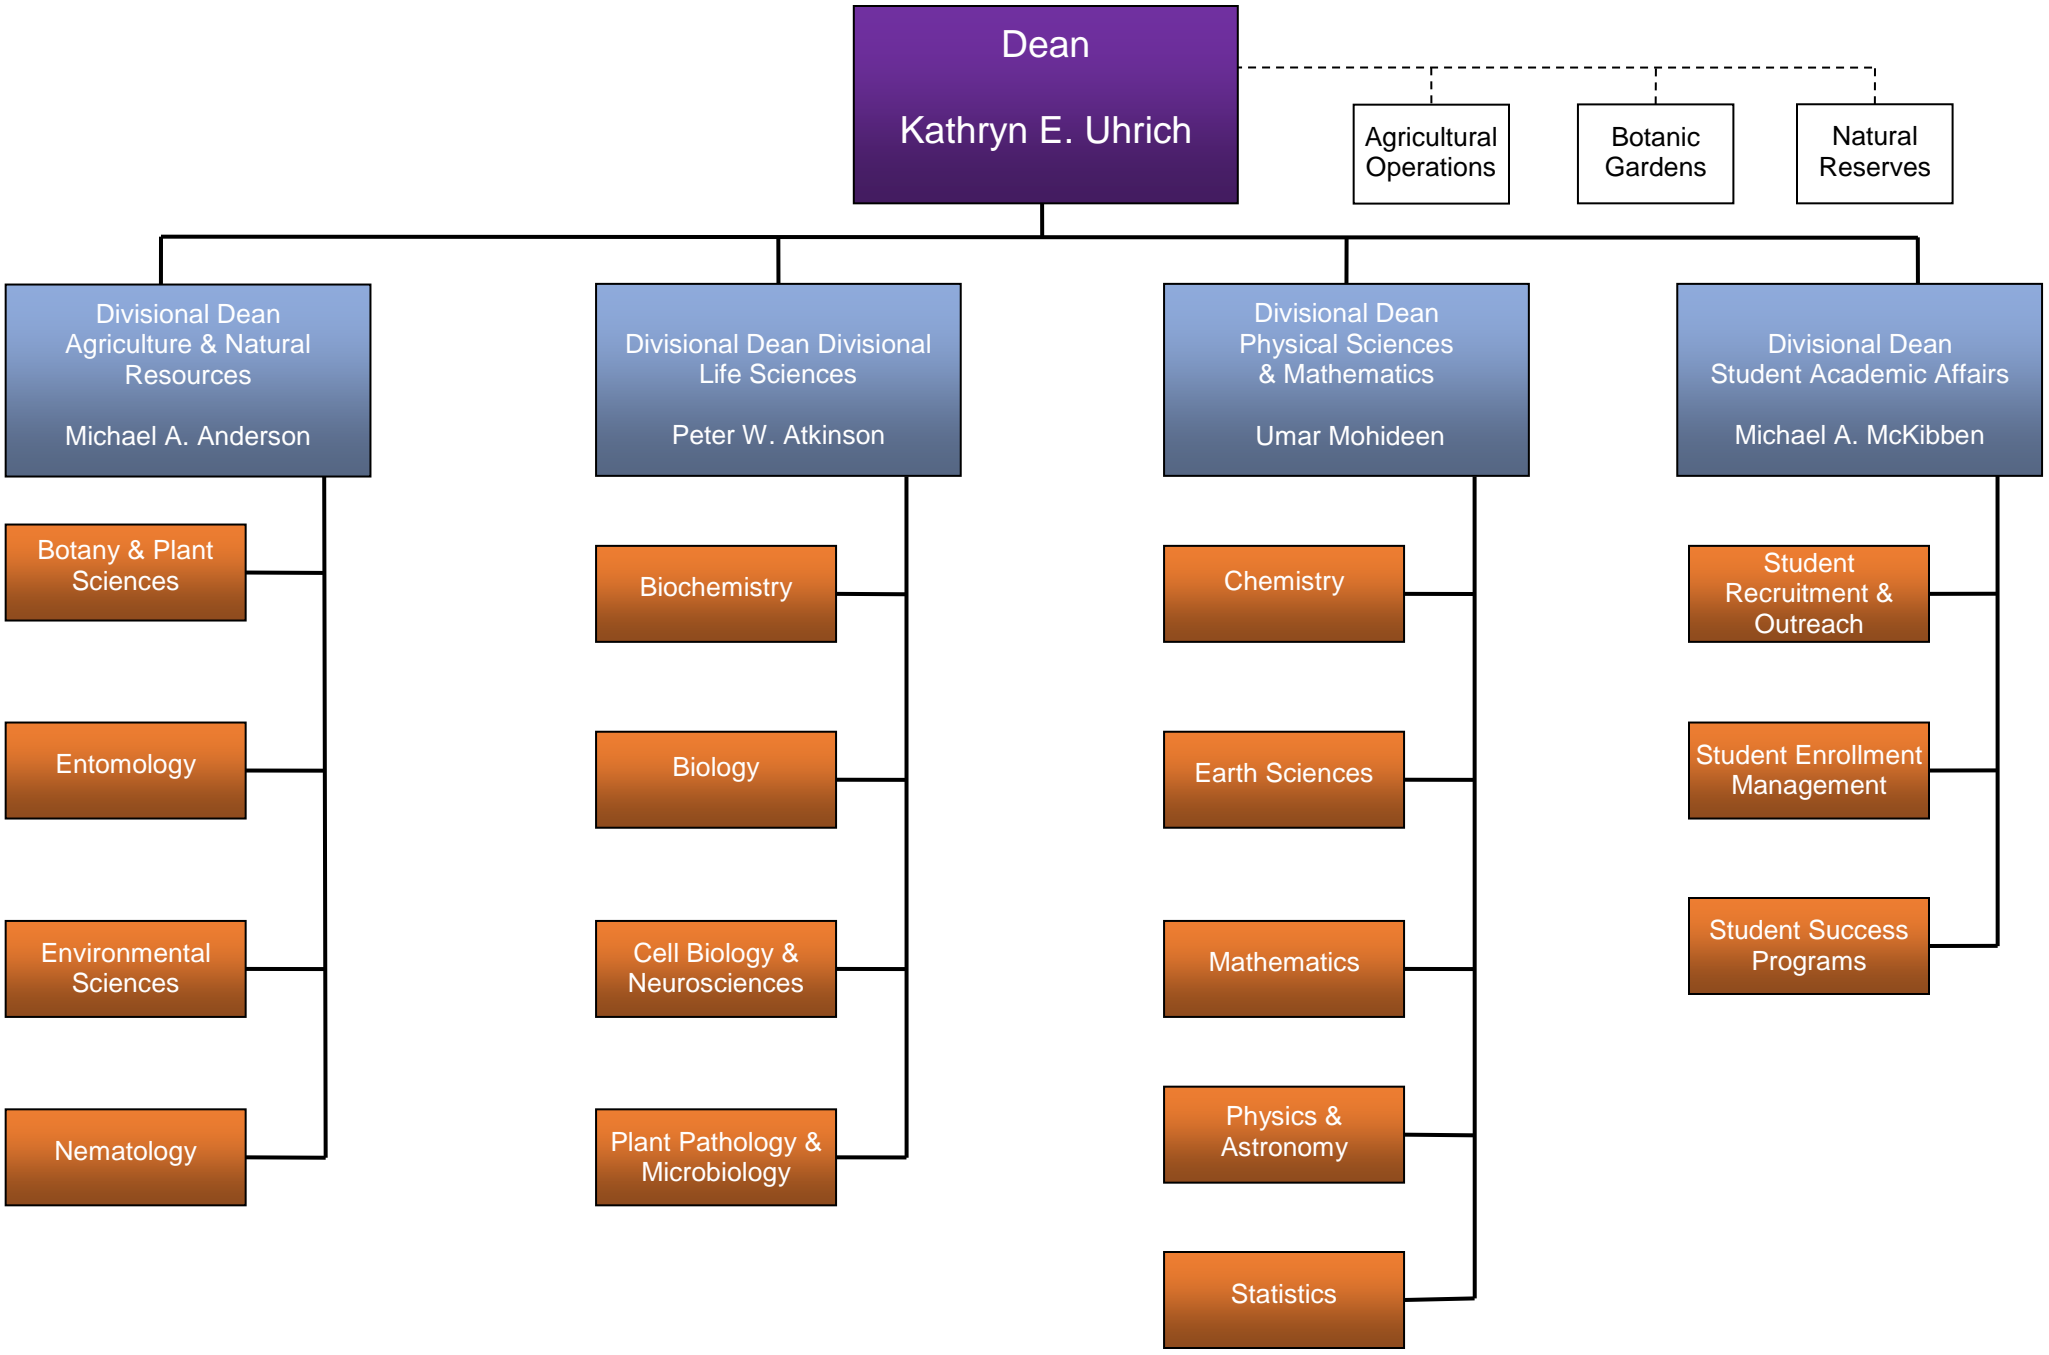 Dean
Kathryn E. Uhrich
Agricultural
Operations
Botanic
Gardens
Natural
Reserves
Divisional Dean
Agriculture & Natural
Resources
Michael A. Anderson
Divisional Dean Divisional
Life Sciences
Peter W. Atkinson
Divisional Dean
Physical Sciences
& Mathematics
Umar Mohideen
Divisional Dean
Student Academic Affairs
Michael A. McKibben
Botany & Plant
Sciences
Entomology
Environmental
Sciences
Nematology
Biochemistry
Biology
Cell Biology &
Neurosciences
Plant Pathology &
Microbiology
Chemistry
Earth Sciences
Mathematics
Physics &
Astronomy
Statistics
Student
Recruitment &
Outreach
Student Enrollment
Management
Student Success
Programs